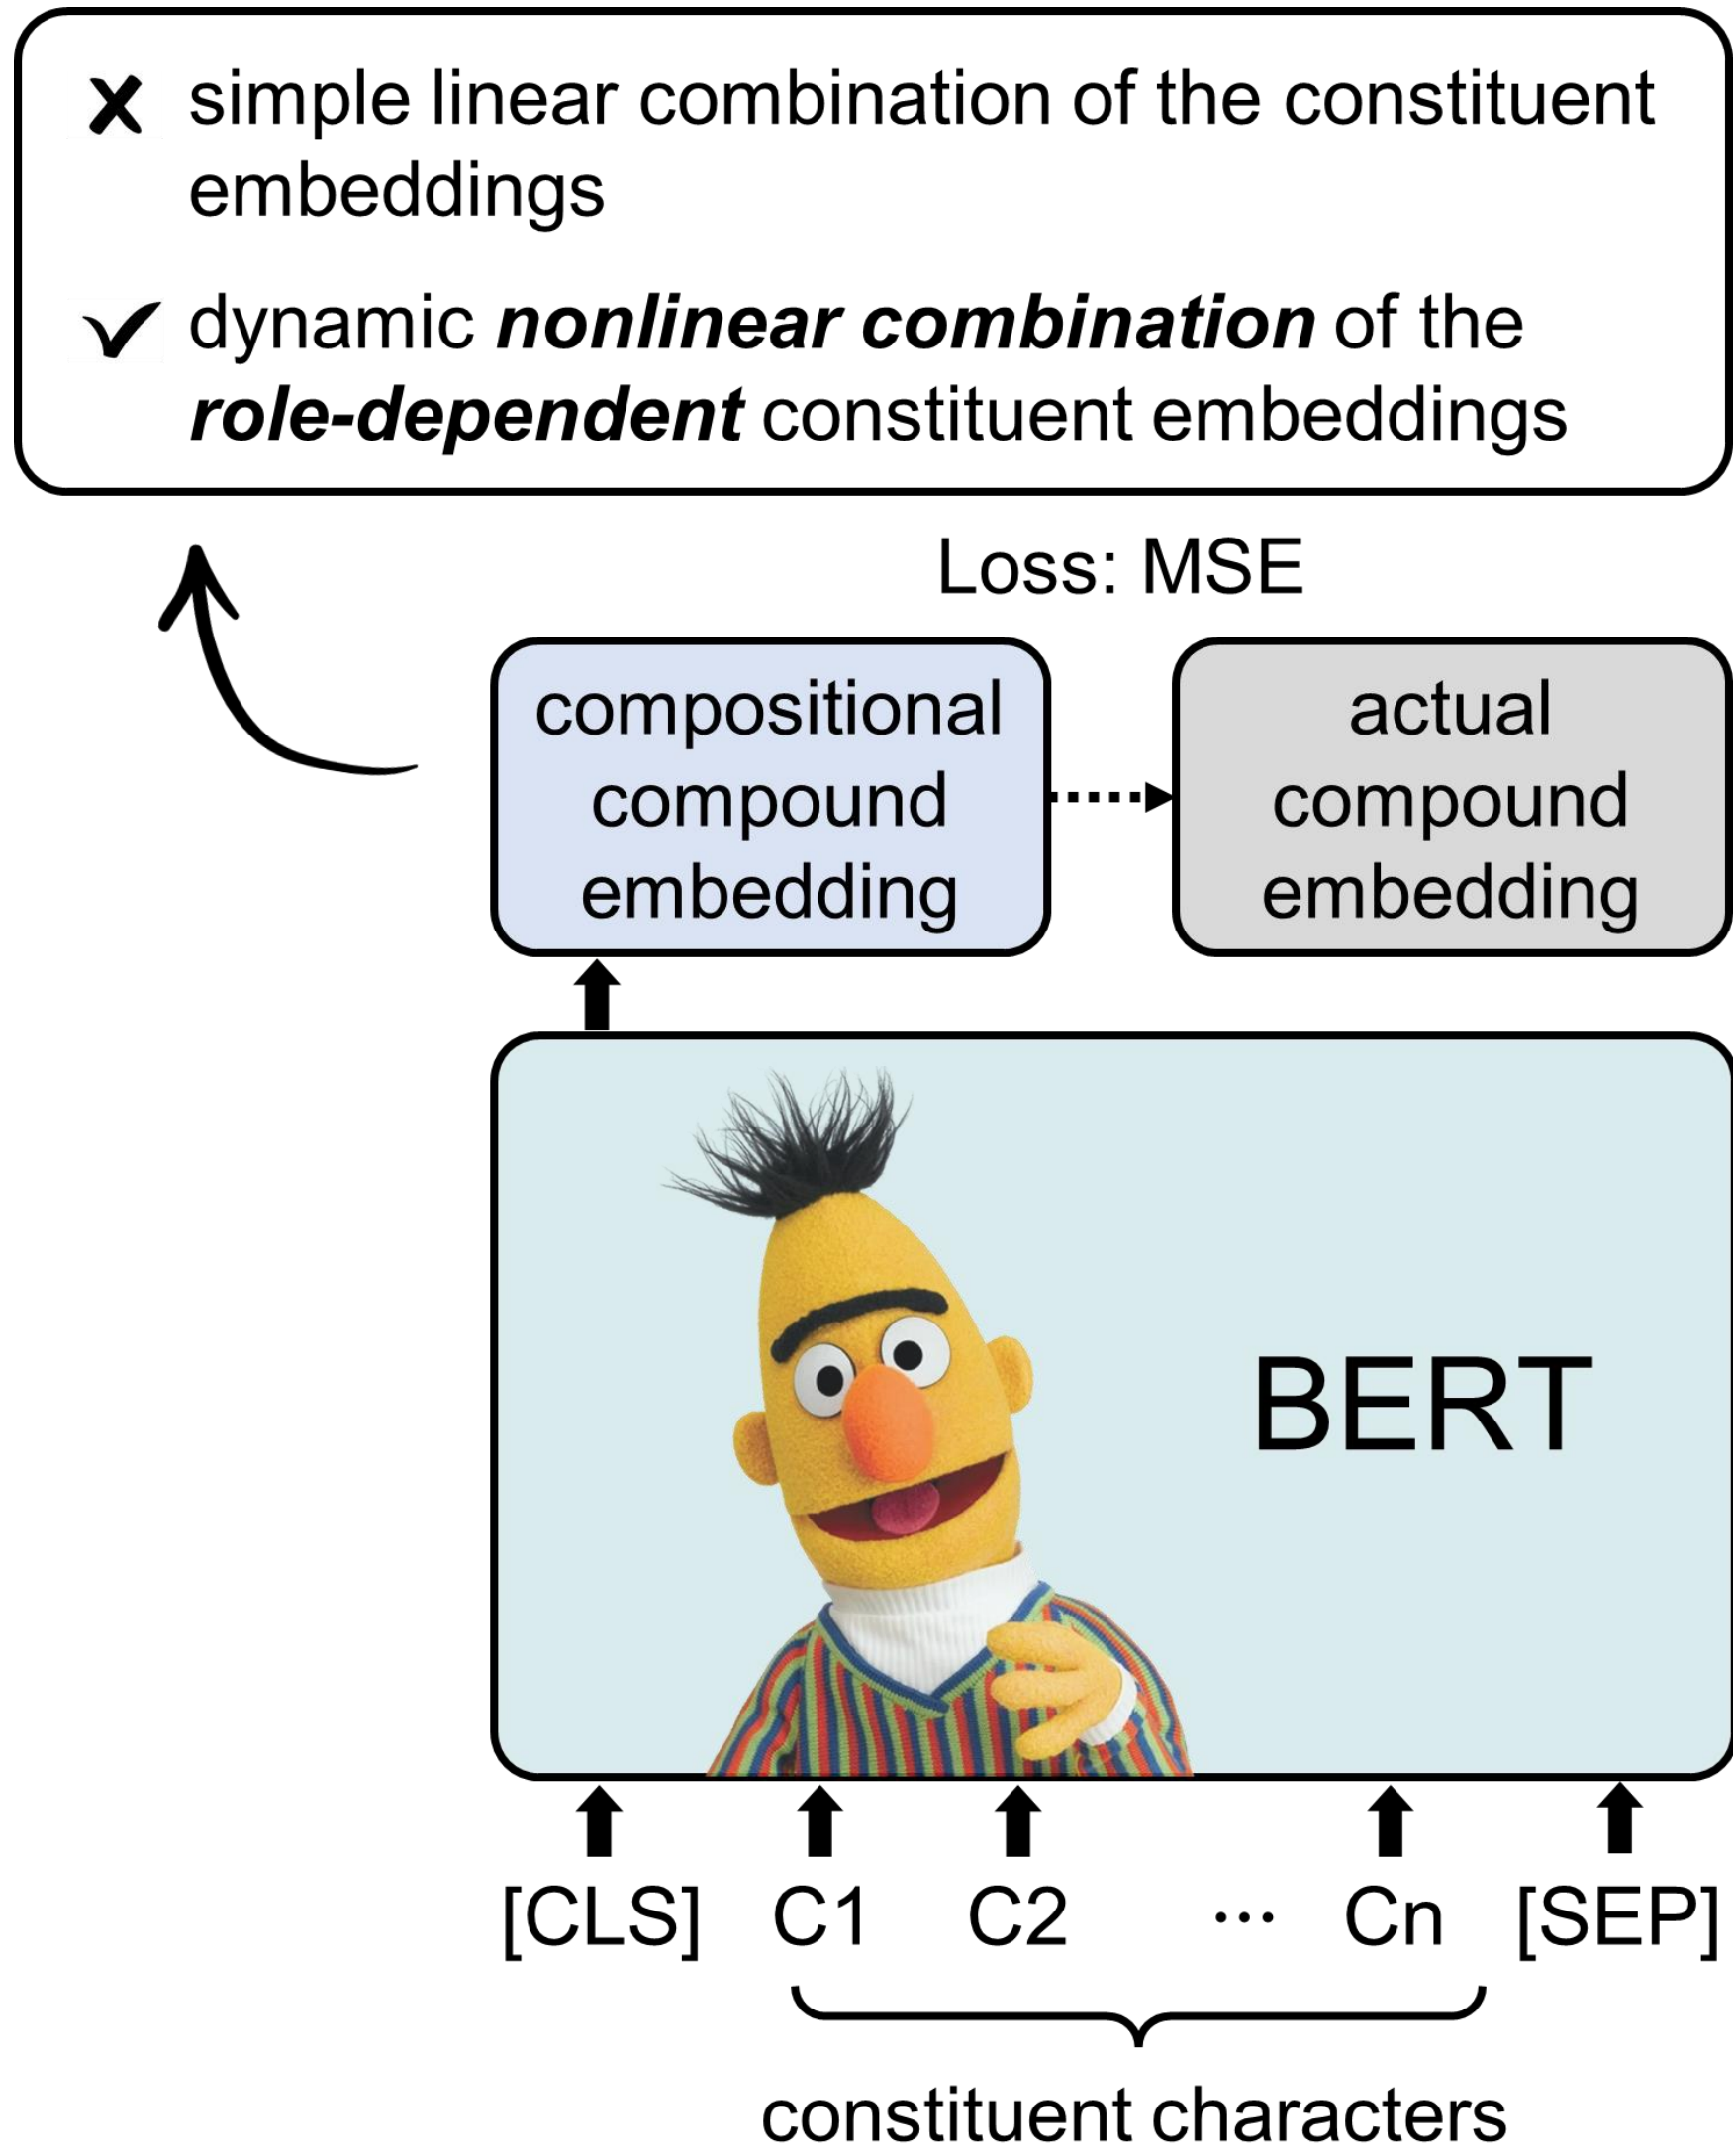 ✗ simple linear combination of the constituent
embeddings
✓ dynamic nonlinear combination of the
role-dependent constituent embeddings
Loss: MSE
compositional
compound
embedding
actual
compound
embedding
BERT
[CLS] C1 C2 ··· Cn [SEP]
constituent characters